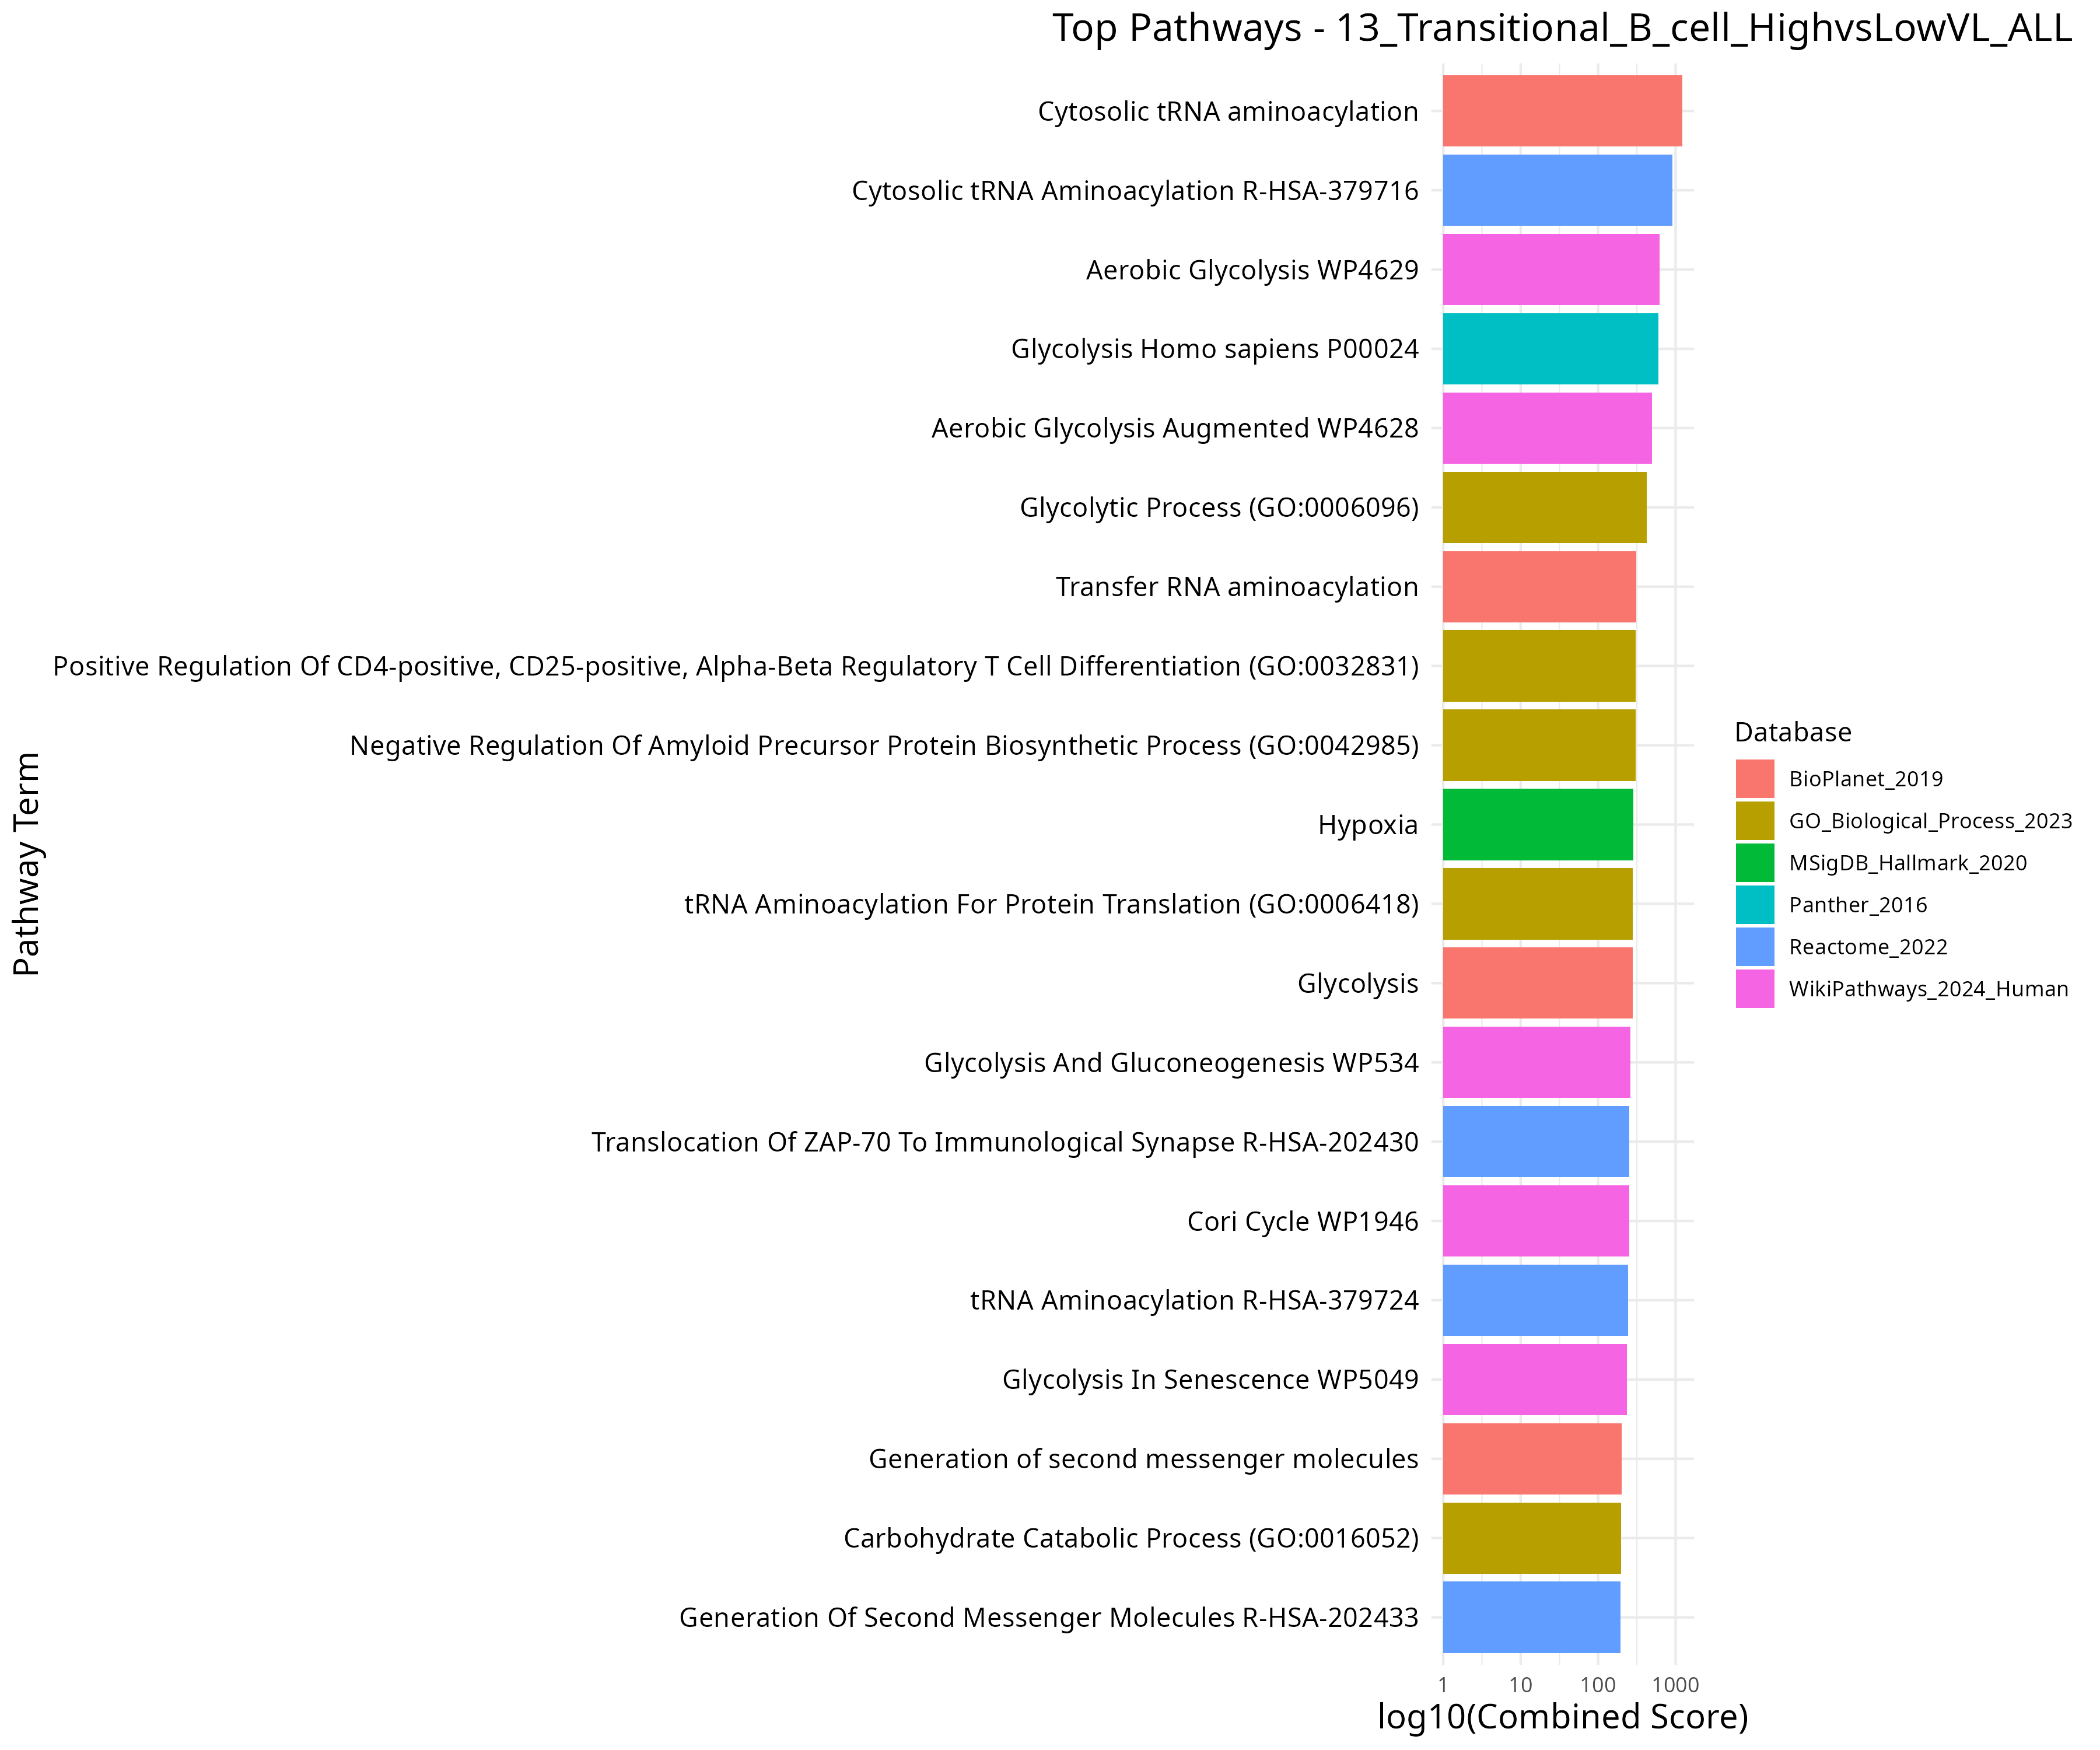 Top Pathways - 13_Transitional_B_cell_HighvsLowVL_ALL
Pathway Term
Cytosolic tRNA aminoacylation
Cytosolic tRNA Aminoacylation R-HSA-379716
Aerobic Glycolysis WP4629
Glycolysis Homo sapiens P00024
Aerobic Glycolysis Augmented WP4628
Glycolytic Process (GO:0006096)
Transfer RNA aminoacylation
Positive Regulation Of CD4-positive, CD25-positive, Alpha-Beta Regulatory T Cell Differentiation (GO:0032831)
Negative Regulation Of Amyloid Precursor Protein Biosynthetic Process (GO:0042985)
Hypoxia
tRNA Aminoacylation For Protein Translation (GO:0006418)
Glycolysis
Glycolysis And Gluconeogenesis WP534
Translocation Of ZAP-70 To Immunological Synapse R-HSA-202430
Cori Cycle WP1946
tRNA Aminoacylation R-HSA-379724
Glycolysis In Senescence WP5049
Generation of second messenger molecules
Carbohydrate Catabolic Process (GO:0016052)
Generation Of Second Messenger Molecules R-HSA-202433
1 10 100 1000
log10(Combined Score)
Database
BioPlanet_2019
GO_Biological_Process_2023
MSigDB_Hallmark_2020
Panther_2016
Reactome_2022
WikiPathways_2024_Human